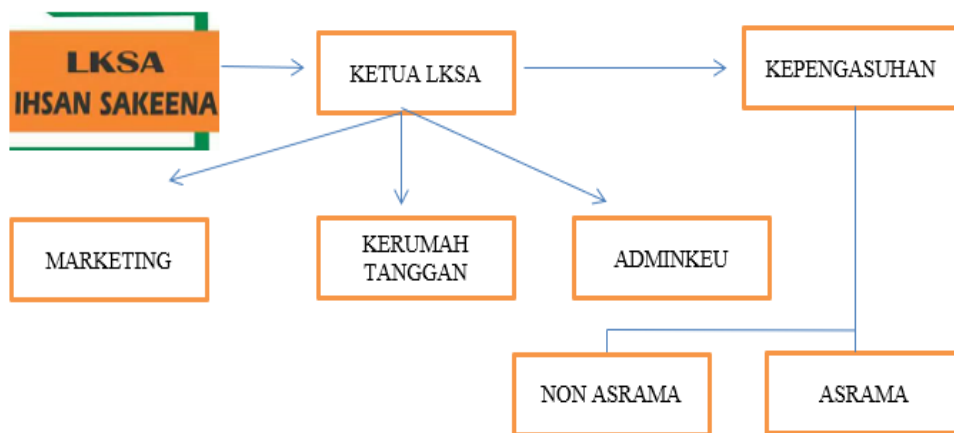 LKSA
IHSAN SAKEENA
KETUA LKSA
KEPENGASUHAN
MARKETING
KERUMAH
TANGGAN
ADMINKEU
NON ASRAMA
ASRAMA